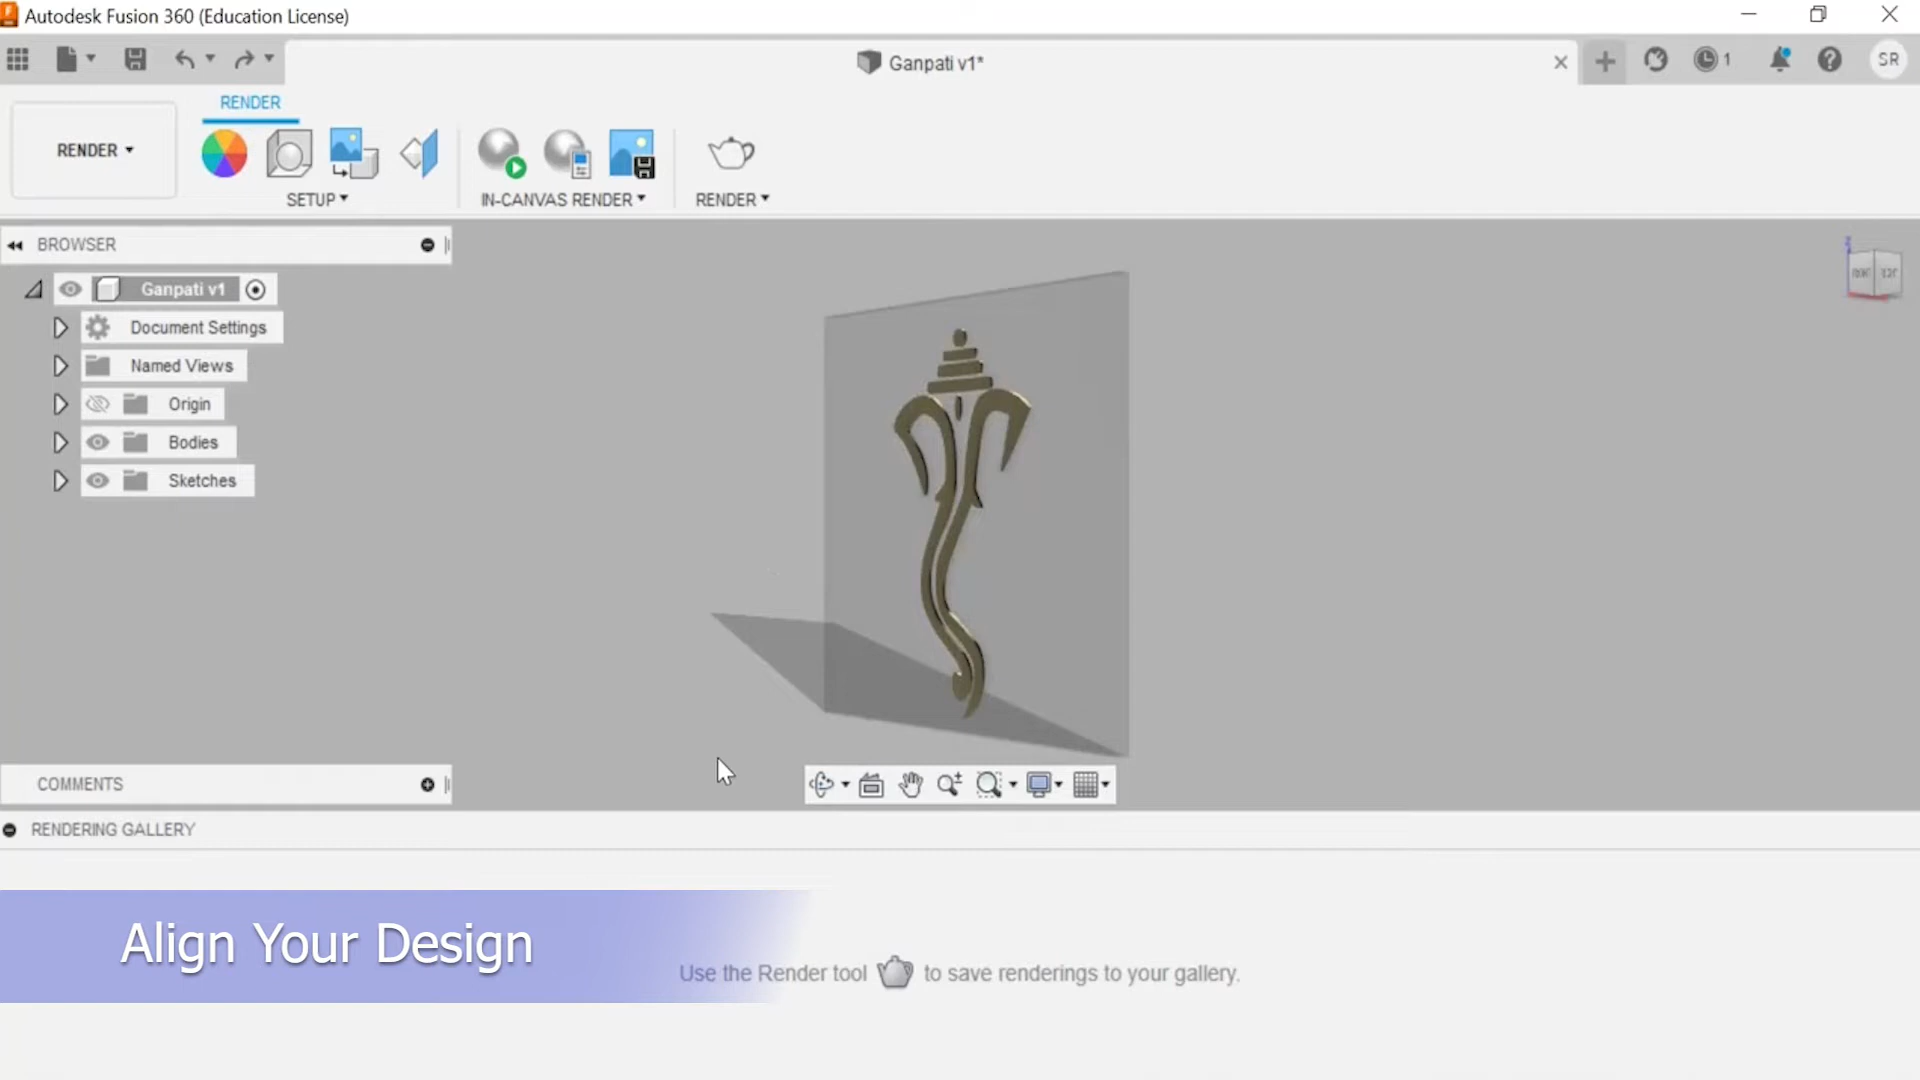 Autodesk Fusion 360 (Education License)
Ganpati v1*
1
SR
RENDER
RENDER
SETUP
IN-CANVAS RENDER
RENDER
BROWSER
Ganpati v1
Document Settings
Named Views
Origin
Bodies
Sketches
COMMENTS
RENDERING GALLERY
Align Your Design
Use the Render tool to save renderings to your gallery.